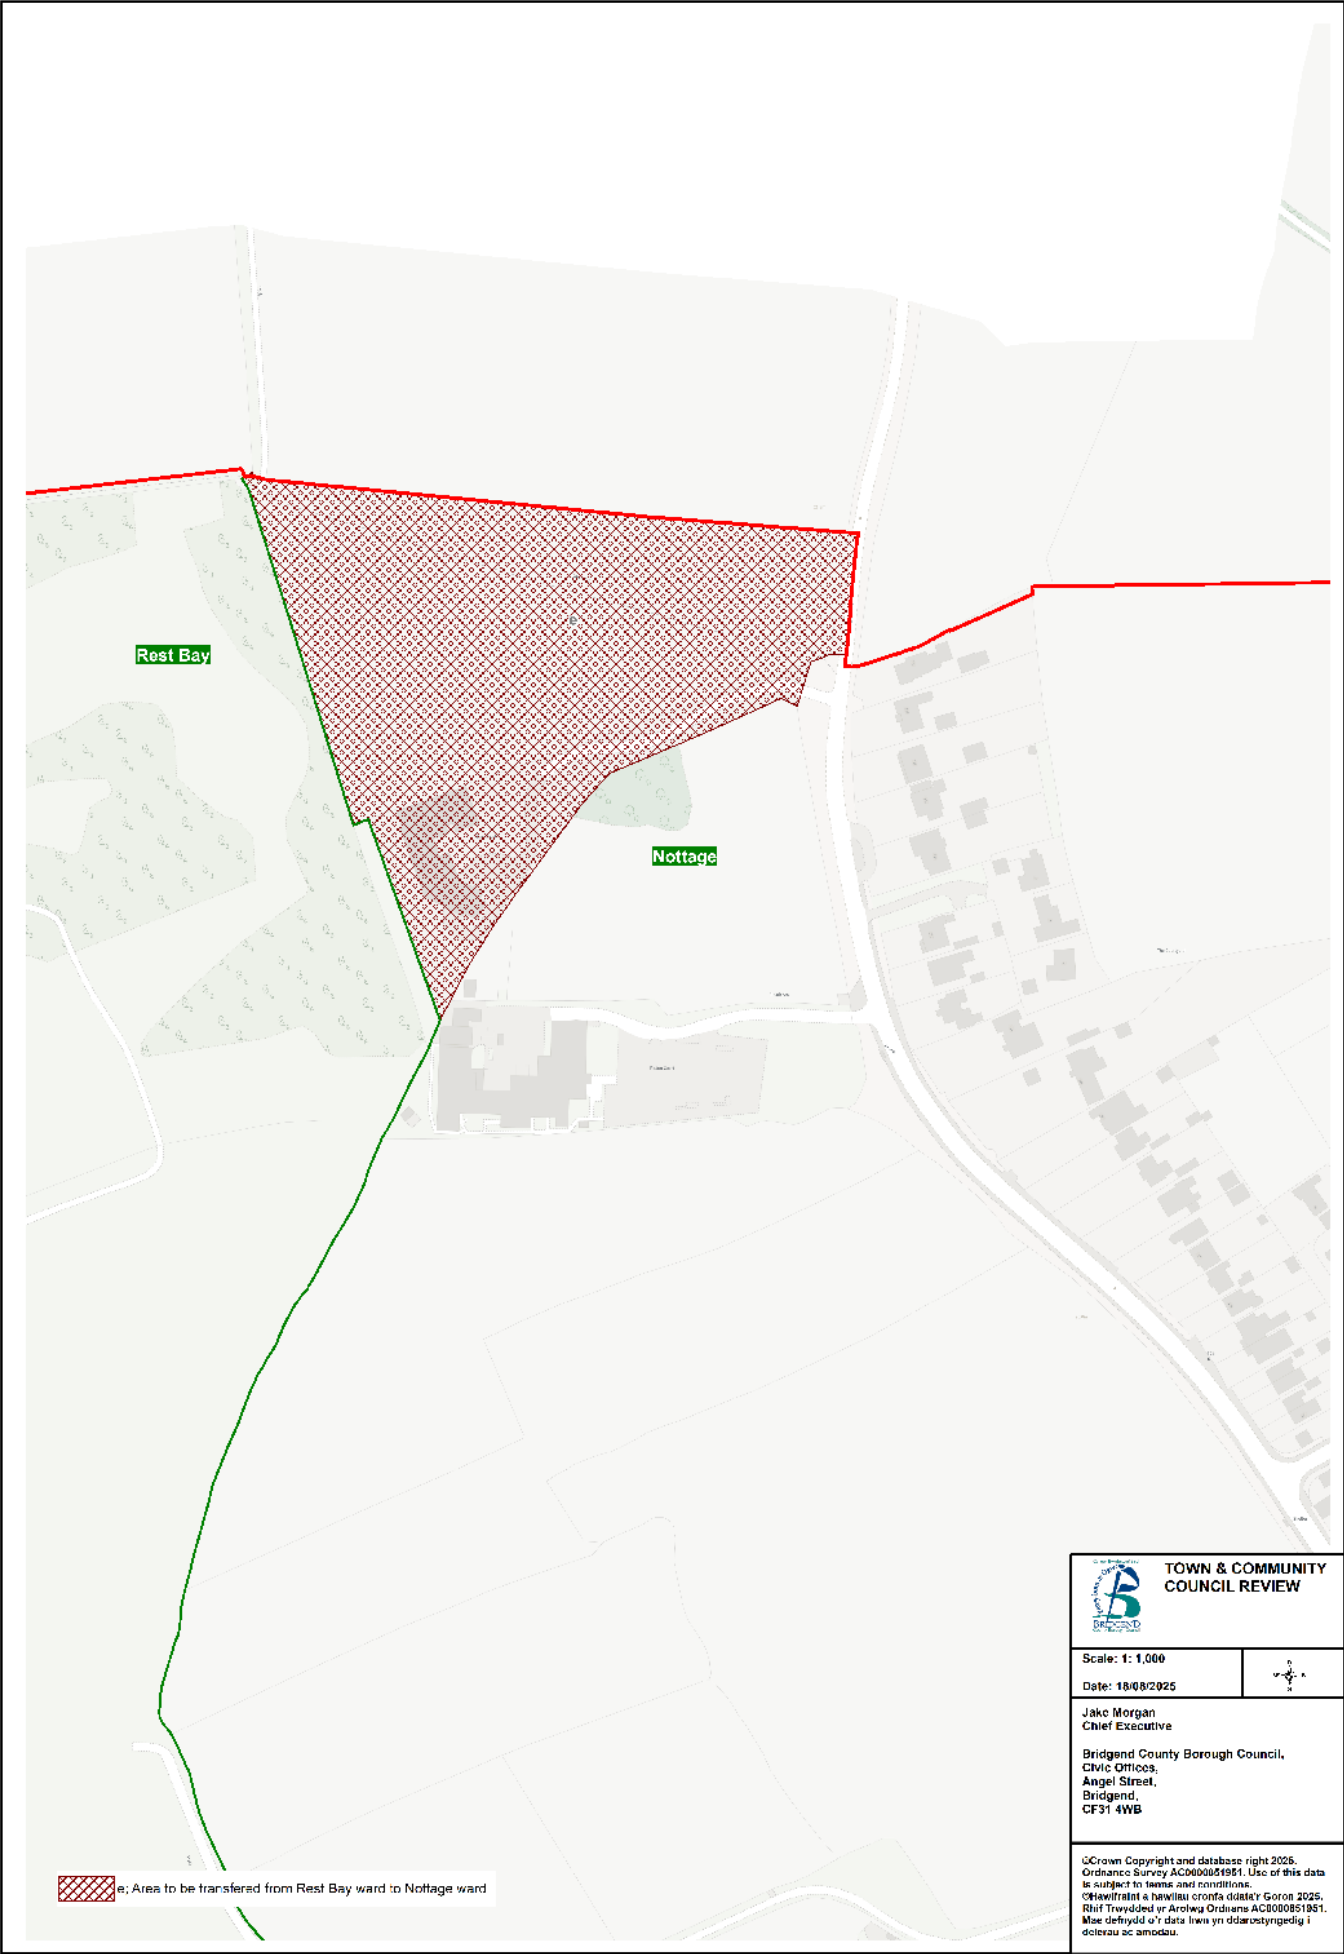 e
Rest Bay
Nottage
TOWN & COMMUNITY
COUNCIL REVIEW
BRIDGEND
Scale: 1: 1,000
Date: 18/08/2025
Jake Morgan
Chief Executive
Bridgend County Borough Council,
Civic Offices,
Angel Street,
Bridgend,
CF31 4WB
e; Area to be transfered from Rest Bay ward to Nottage ward
©Crown Copyright and database right 2025.
Ordnance Survey AC0000851951. Use of this data
is subject to terms and conditions.
©Hawlfraint a hawliau cronfa ddata'r Goron 2025.
Rhif Trwydded yr Arolwg Ordnans AC0000851951.
Mae defnydd o'r data hwn yn ddarostyngedig i
delerau ac amodau.